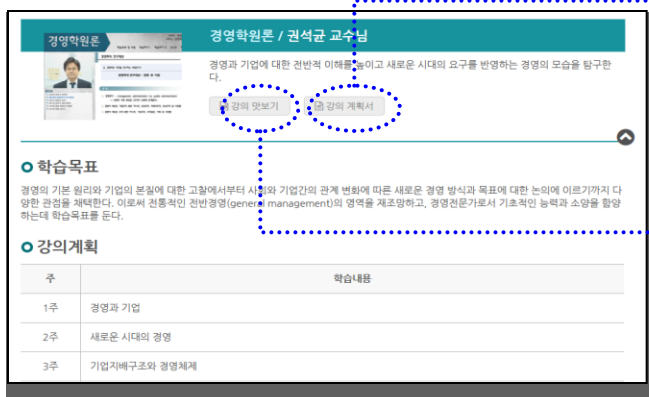 경영학원론
경영학원론 / 권석균 교수님
경영과 기업에 대한 전반적 이해를 높이고 새로운 시대의 요구를 반영하는 경영의 모습을 탐구한
다.
강의 맛보기
강의 계획서
학습목표
경영의 기본 원리와 기업의 본질에 대한 고찰에서부터 사회와 기업간의 관계 변화에 따른 새로운 경영 방식과 목표에 대한 논의에 이르기까지 다
양한 관점을 채택한다. 이로써 전통적인 전반경영(general management)의 영역을 재조망하고, 경영전문가로서 기초적인 능력과 소양을 함양
하는데 학습목표를 둔다.
강의계획
주 학습내용
1주 경영과 기업
2주 새로운 시대의 경영
3주 기업지배구조와 경영체제